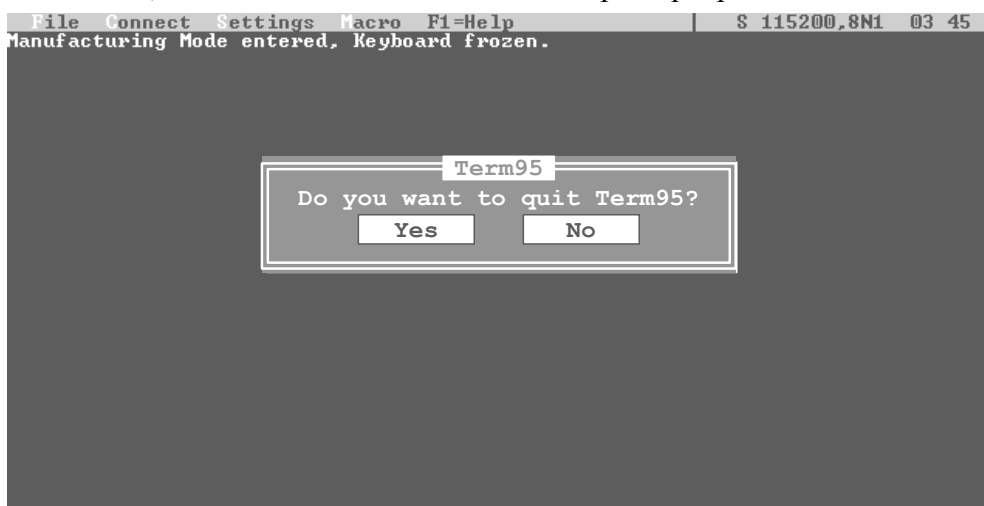 File Connect Settings Macro F1=Help | S 115200,8N1 03 45
Manufacturing Mode entered, Keyboard frozen.
Term95
Do you want to quit Term95?
Yes No